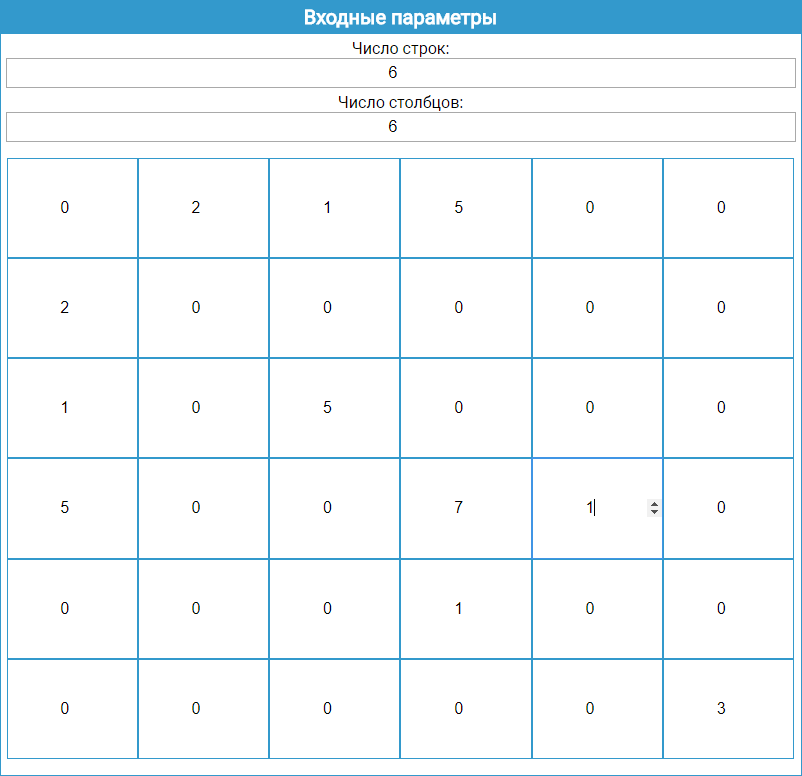 Входные параметры
Число строк:
6
Число столбцов:
6
0 2 1 5 0 0
2 0 0 0 0 0
1 0 5 0 0 0
5 0 0 7 1 0
0 0 0 1 0 0
0 0 0 0 0 3